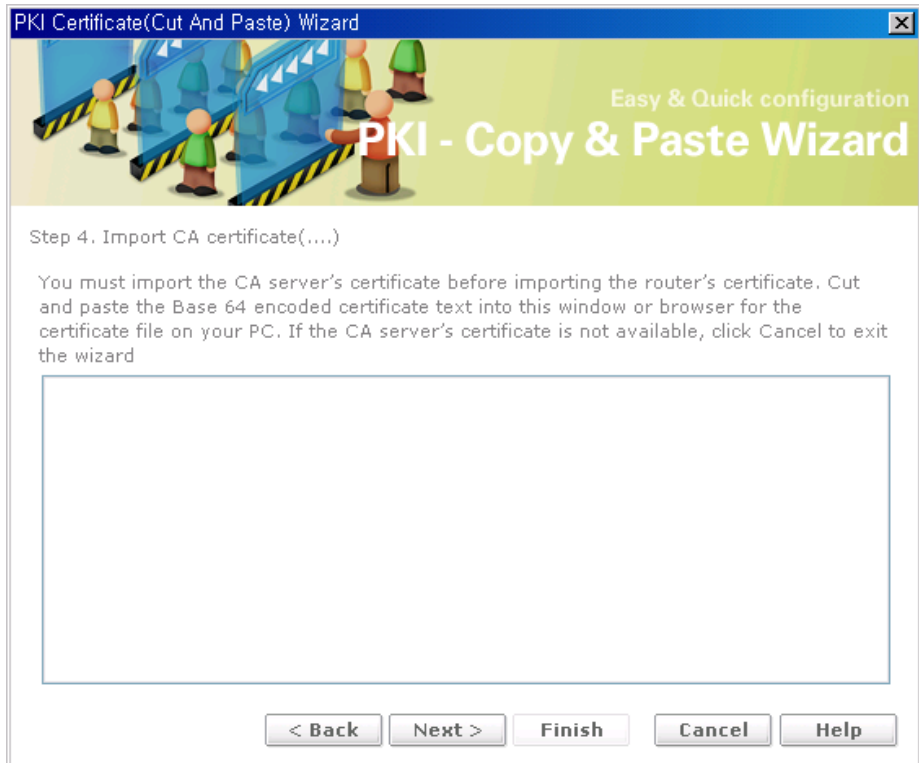 PKI Certificate(Cut And Paste) Wizard
Easy & Quick configuration
PKI - Copy & Paste Wizard
Step 4. Import CA certificate(....)
You must import the CA server's certificate before importing the router's certificate. Cut
and paste the Base 64 encoded certificate text into this window or browser for the
certificate file on your PC. If the CA server's certificate is not available, click Cancel to exit
the wizard
< Back Next > Finish Cancel Help